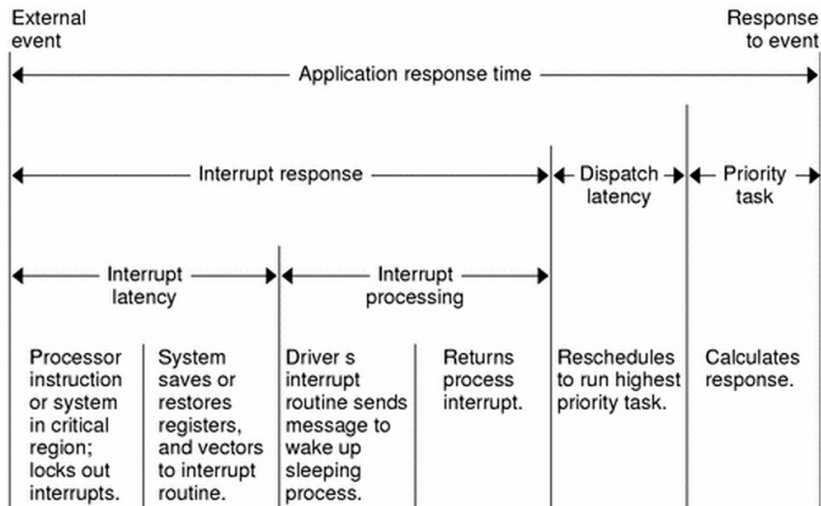 External
event
Response
to event
Application response time
Interrupt response
Dispatch
latency
Priority
task
Interrupt
latency
Interrupt
processing
Processor
instruction
or system
in critical
region;
locks out
interrupts.
System
saves or
restores
registers,
and vectors
to interrupt
routine.
Driver s
interrupt
routine sends
message to
wake up
sleeping
process.
Returns
process
interrupt.
Reschedules
to run highest
priority task.
Calculates
response.